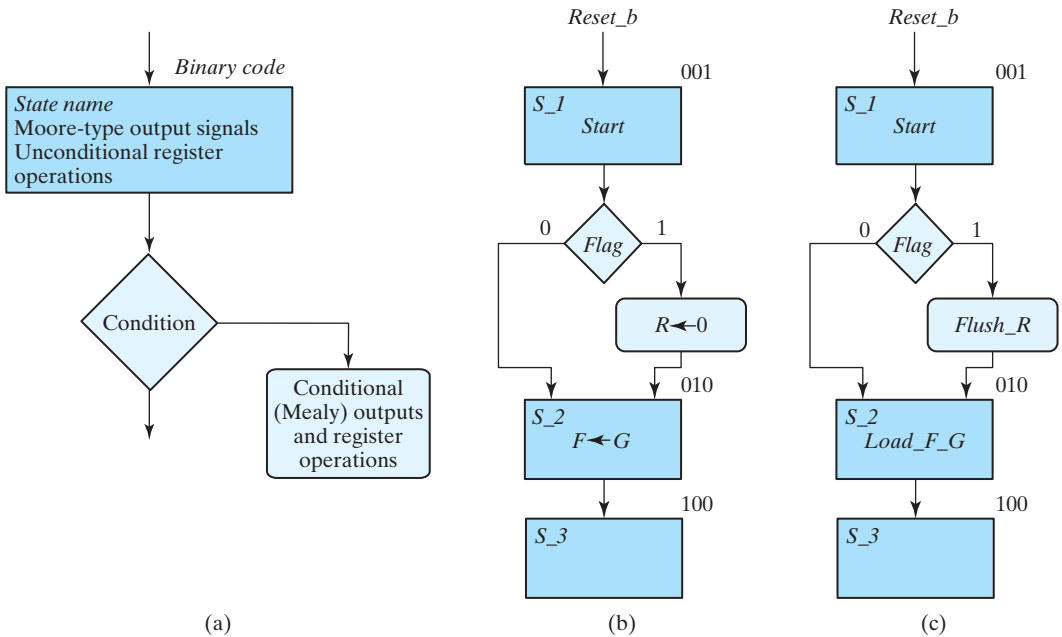 Binary code
State name
Moore-type output signals
Unconditional register
operations
Condition
Conditional
(Mealy) outputs
and register
operations
(a)
Reset_b
001
S_1
Start
0
1
Flag
R←0
010
S_2
F←G
100
S_3
(b)
Reset_b
001
S_1
Start
0
1
Flag
Flush_R
010
S_2
Load_F_G
100
S_3
(c)